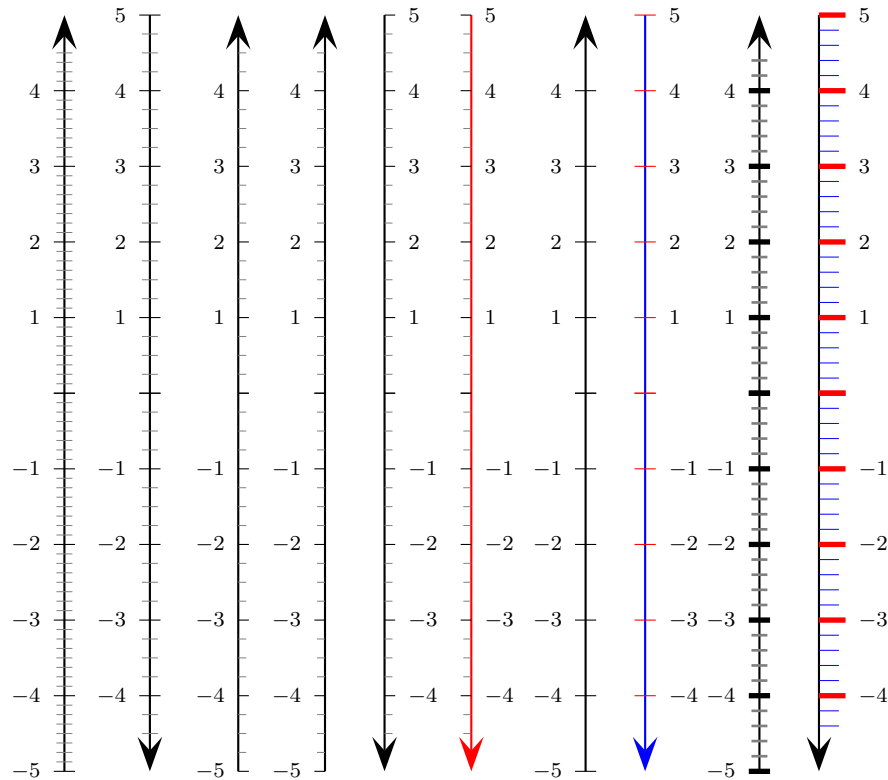 5 5 5 5 5
4 4 4 4 4 4 4 4 4 4
3 3 3 3 3 3 3 3 3 3
2 2 2 2 2 2 2 2 2 2
1 1 1 1 1 1 1 1 1 1
−1 −1 −1 −1 −1 −1 −1 −1 −1 −1
−2 −2 −2 −2 −2 −2 −2 −2 −2 −2
−3 −3 −3 −3 −3 −3 −3 −3 −3 −3
−4 −4 −4 −4 −4 −4 −4 −4 −4 −4
−5 −5 −5 −5 −5